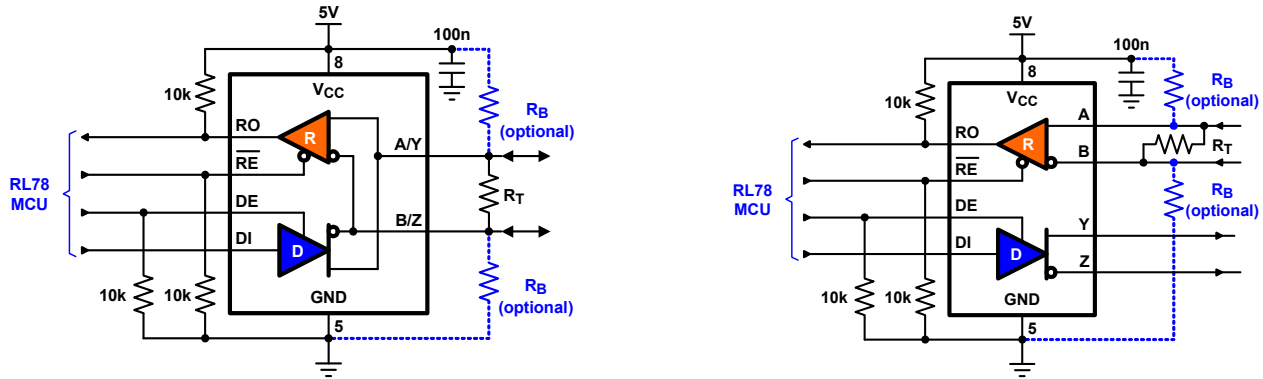 5V
100n
8
10k
VCC
RB
(optional)
RO
R
A/Y
RE
RL78
MCU
RT
DE
B/Z
DI
D
10k
10k
GND
RB
(optional)
5
5V
100n
8
10k
VCC
RB
(optional)
A
RO
R
RT
RE
B
RL78
MCU
RB
(optional)
DE
Y
DI
D
Z
10k
10k
GND
5